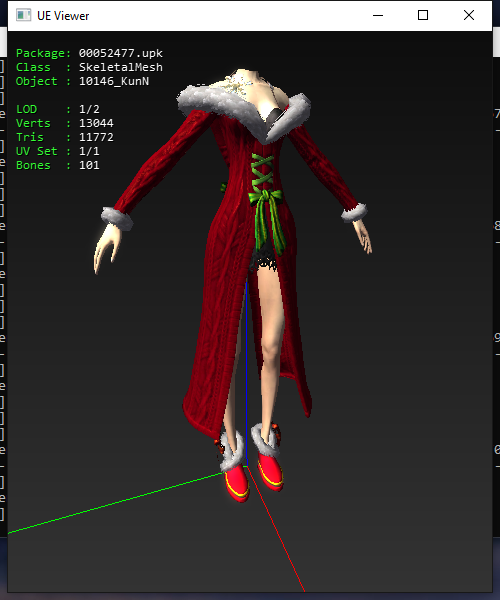 UE Viewer
Package: 00052477.upk
Class  : SkeletalMesh
Object : 10146_KunN
LOD    : 1/2
Verts  : 13044
Tris   : 11772
UV Set : 1/1
Bones  : 101